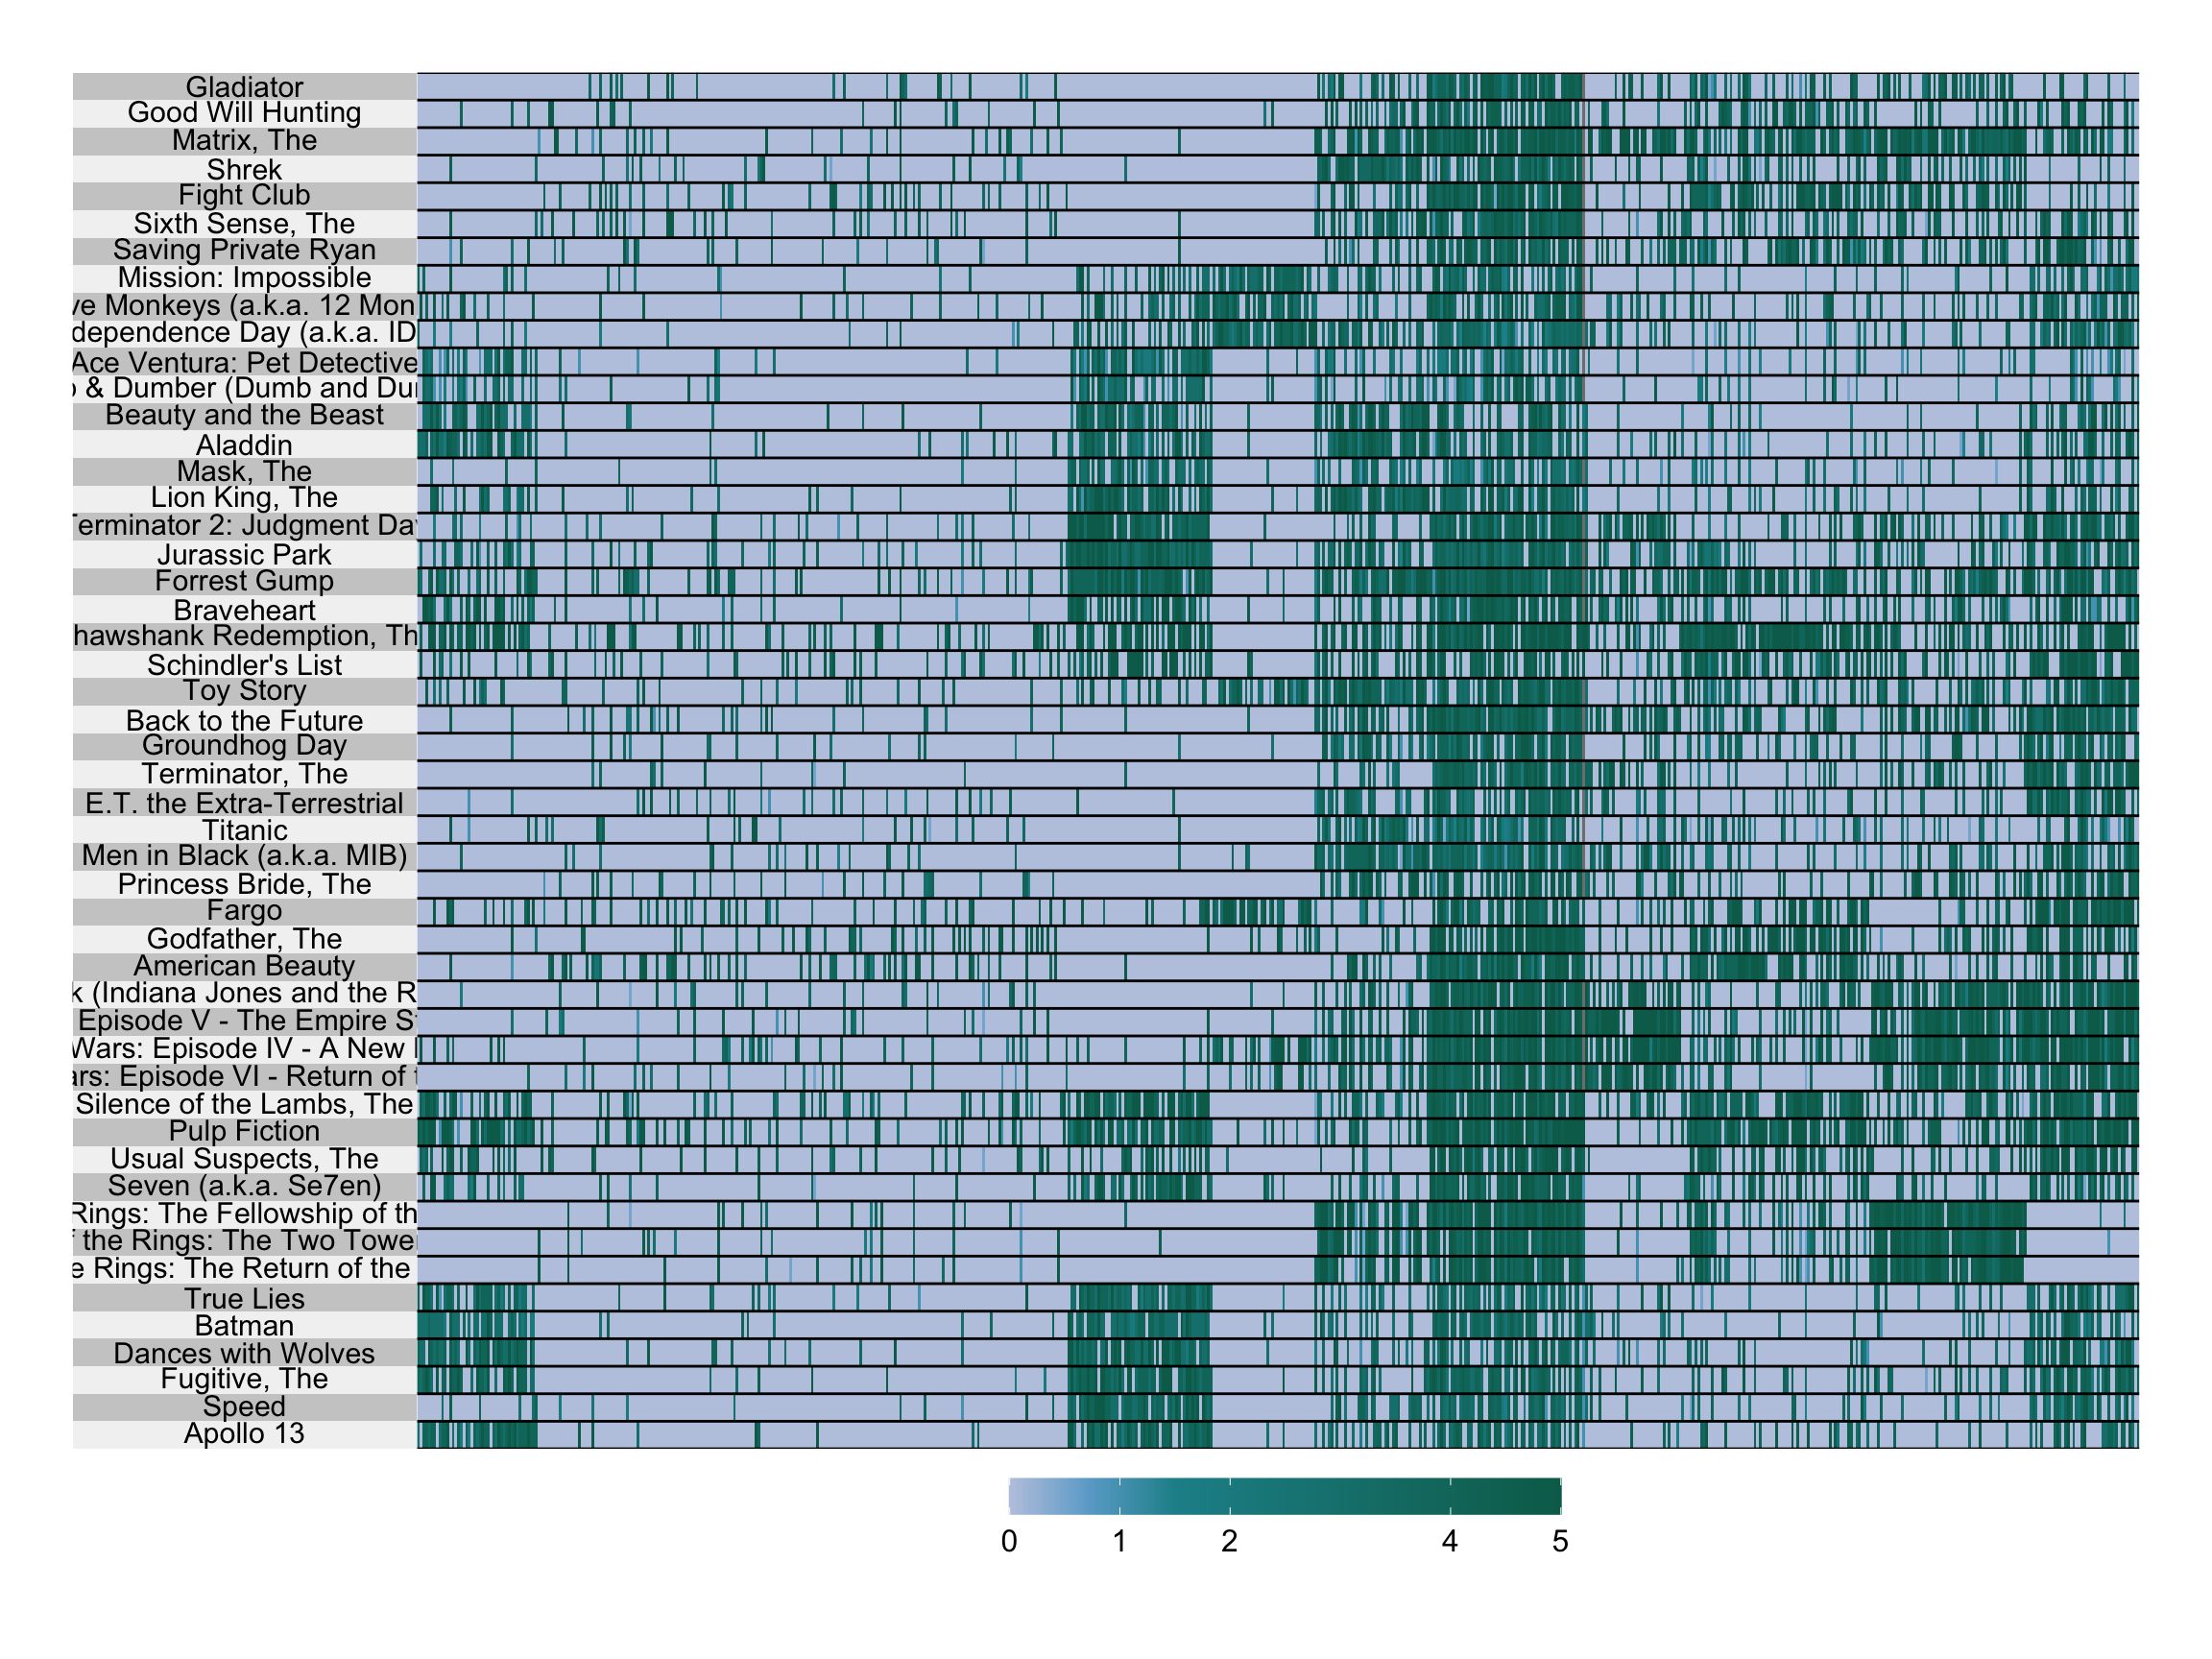 Gladiator
Good Will Hunting
Matrix, The
Shrek
Fight Club
Sixth Sense, The
Saving Private Ryan
Mission: Impossible
ve Monkeys (a.k.a. 12 Mon
dependence Day (a.k.a. ID
Ace Ventura: Pet Detective
& Dumber (Dumb and Du
Beauty and the Beast
Aladdin
Mask, The
Lion King, The
Terminator 2: Judgment Day
Jurassic Park
Forrest Gump
Braveheart
hawshank Redemption, Th
Schindler's List
Toy Story
Back to the Future
Groundhog Day
Terminator, The
E.T. the Extra-Terrestrial
Titanic
Men in Black (a.k.a. MIB)
Princess Bride, The
Fargo
Godfather, The
American Beauty
k (Indiana Jones and the R
Episode V - The Empire S
Wars: Episode IV - A New
ars: Episode VI - Return of
Silence of the Lambs, The
Pulp Fiction
Usual Suspects, The
Seven (a.k.a. Se7en)
Rings: The Fellowship of th
the Rings: The Two Tower
e Rings: The Return of the
True Lies
Batman
Dances with Wolves
Fugitive, The
Speed
Apollo 13
0 1 2 4 5